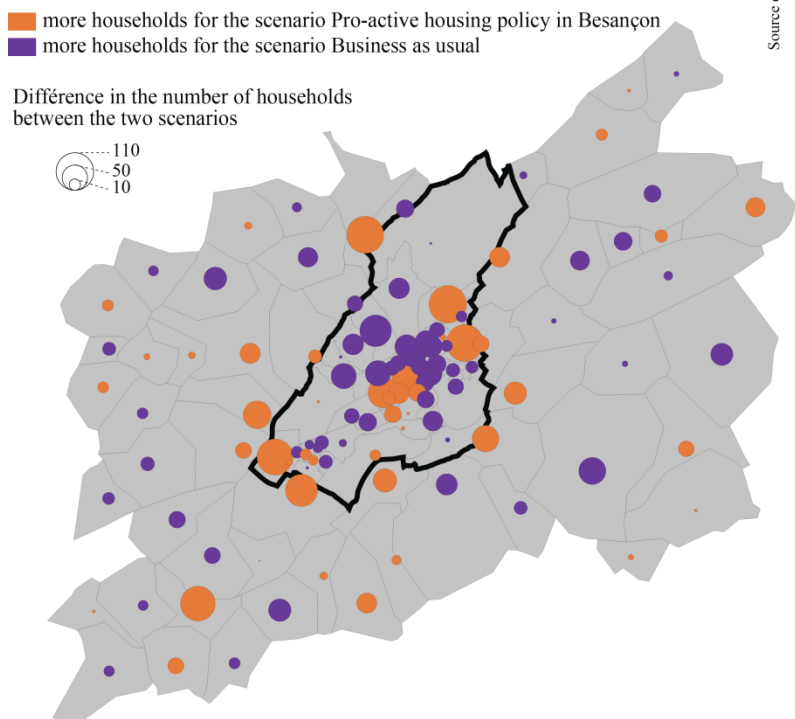 more households for the scenario Pro-active housing policy in Besançon
more households for the scenario Business as usual
Différence in the number of households
between the two scenarios
110
50
10
Source